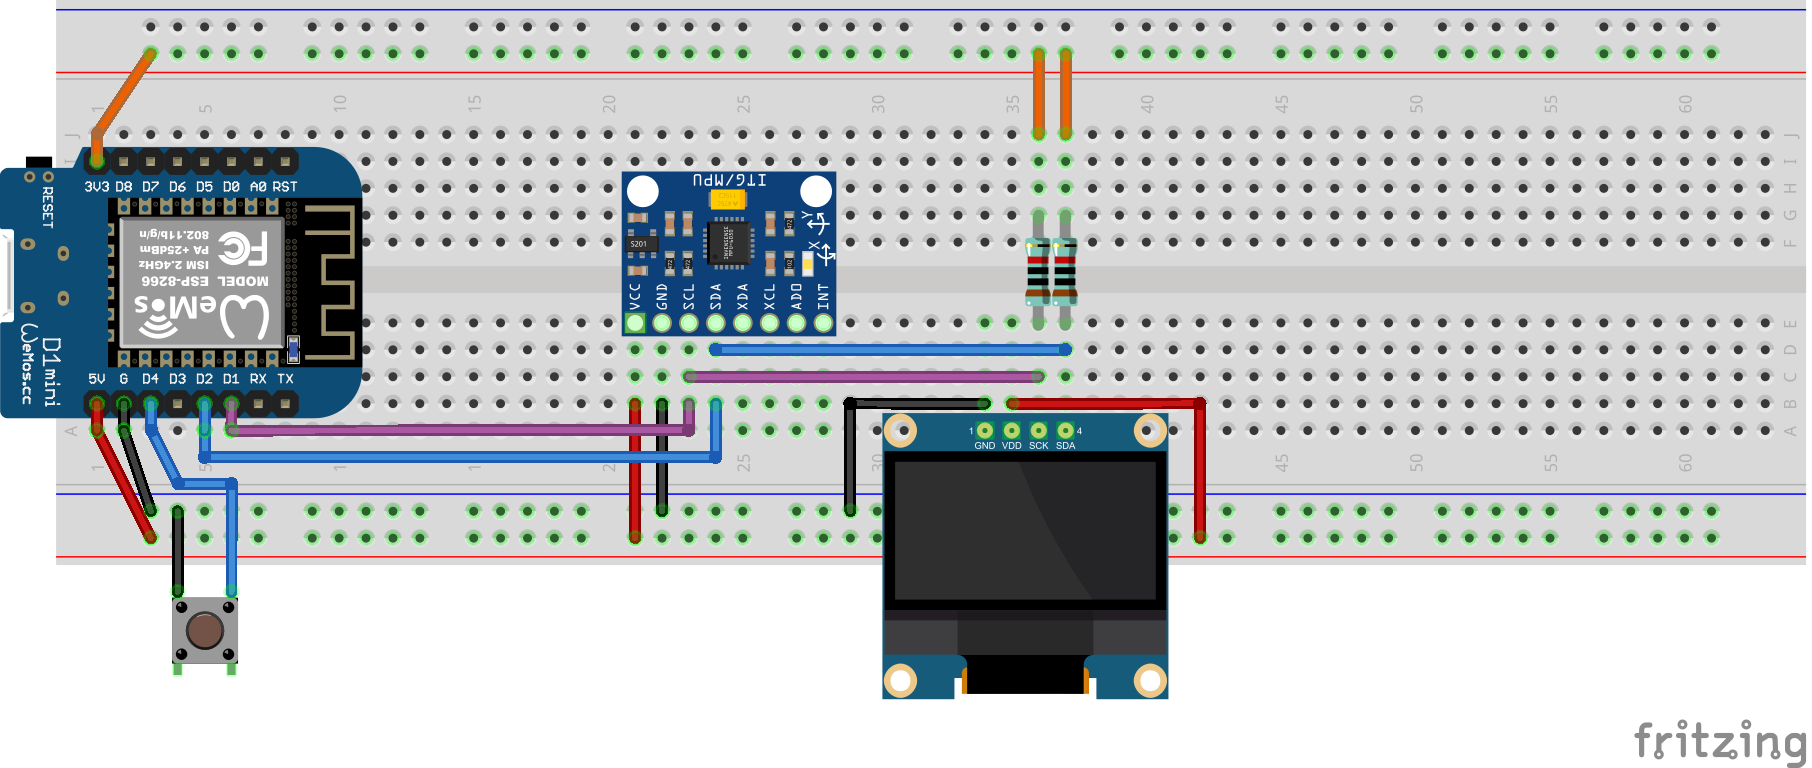 1 5 10 15 20 25 30 35 40 45 50 55 60
J J
I
H
G
F
E
D
C
B
A A
1 5 10 15 25 30 45 50 55 60
RESET
3V3 D8 D7 D6 D5 D0 A0 RST
802.11b/g/n
PA +25dBm
ISM 2.4GHz
MODEL ESP-8266
FC
WeMos
D1 mini
WeMos.cc
5V G D4 D3 D2 D1 RX TX
ITG/MPU
S201
Y
X
VCC GND SCL SDA XDA XCL ADO INT
1 4
GND VDD SCK SDA
fritzing